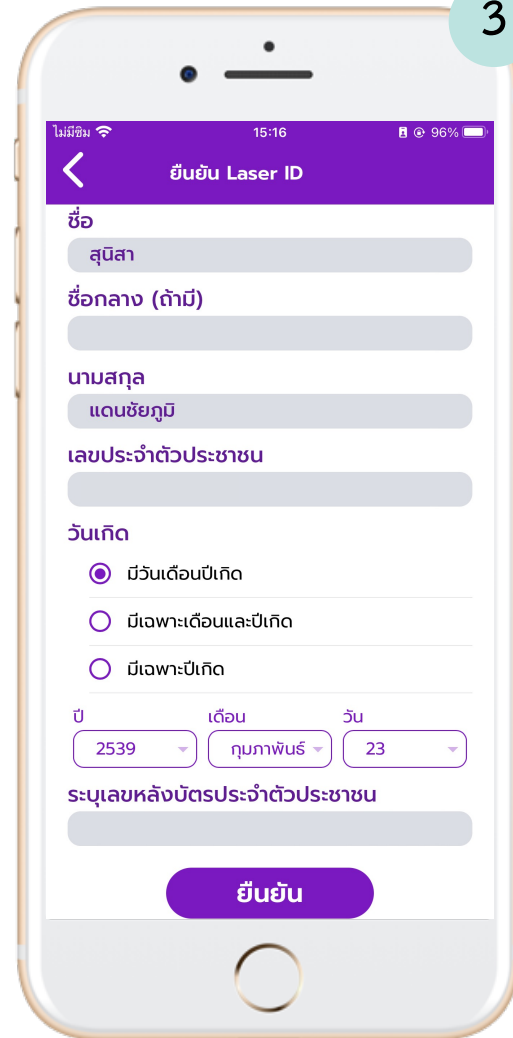 3
ไม่มีซิม 15:16 96%
ยืนยัน Laser ID
ชื่อ
สุนิสา
ชื่อกลาง (ถ้ามี)
นามสกุล
แดนชัยภูมิ
เลขประจำตัวประชาชน
วันเกิด
มีวันเดือนปีเกิด
มีเฉพาะเดือนและปีเกิด
มีเฉพาะปีเกิด
ปี เดือน วัน
2539 กุมภาพันธ์ 23
ระบุเลขหลังบัตรประจำตัวประชาชน
ยืนยัน